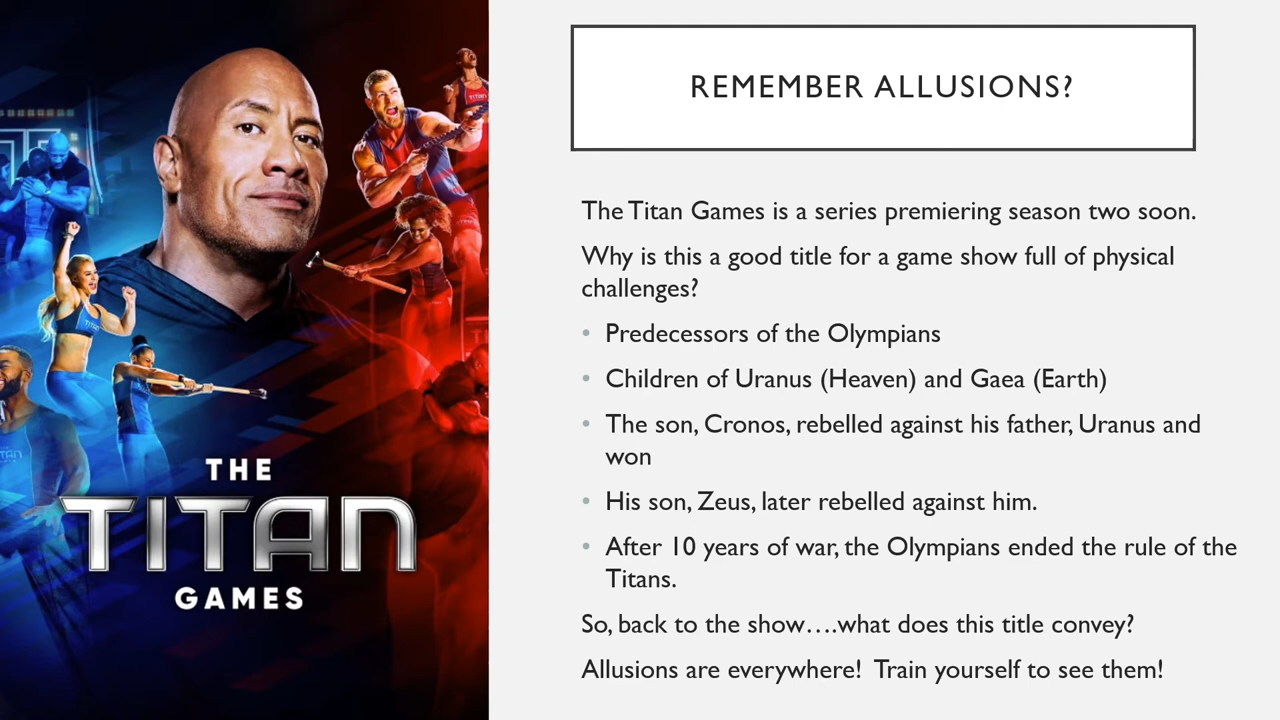 REMEMBER ALLUSIONS?
The Titan Games is a series premiering season two soon.
Why is this a good title for a game show full of physical
challenges?
• Predecessors of the Olympians
• Children of Uranus (Heaven) and Gaea (Earth)
• The son, Cronos, rebelled against his father, Uranus and
won
• His son, Zeus, later rebelled against him.
• After 10 years of war, the Olympians ended the rule of the
Titans.
So, back to the show….what does this title convey?
Allusions are everywhere!  Train yourself to see them!
THE
TITAN
GAMES